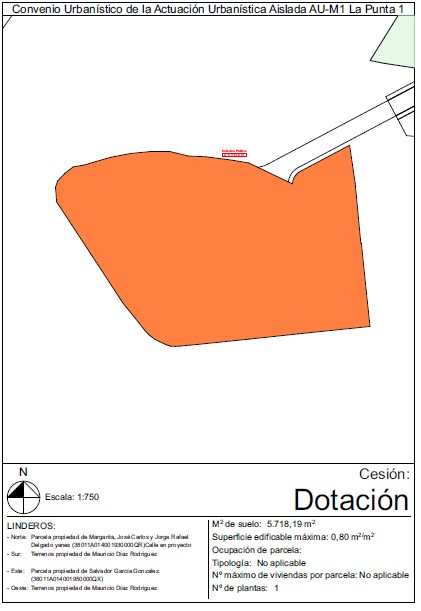 Convenio Urbanístico de la Actuación Urbanística Aislada AU-M1 La Punta 1
N
Escala: 1:750
Cesión:
Dotación
LINDEROS:
- Norte: Parcela propiedad de Margarita, José Carlos y Jorge Rafael
Delgado yanes (38011A014001930000QR)Calle en proyecto
- Sur: Terrenos propiedad de Mauricio Díaz Rodríguez
- Este: Parcela propiedad de Salvador García González
(38011A014001950000QX)
- Oeste: Terrenos propiedad de Mauricio Díaz Rodríguez
M² de suelo: 5.718,19 m²
Superficie edificable máxima: 0,80 m²/m²
Ocupación de parcela:
Tipología: No aplicable
Nº máximo de viviendas por parcela: No aplicable
Nº de plantas: 1